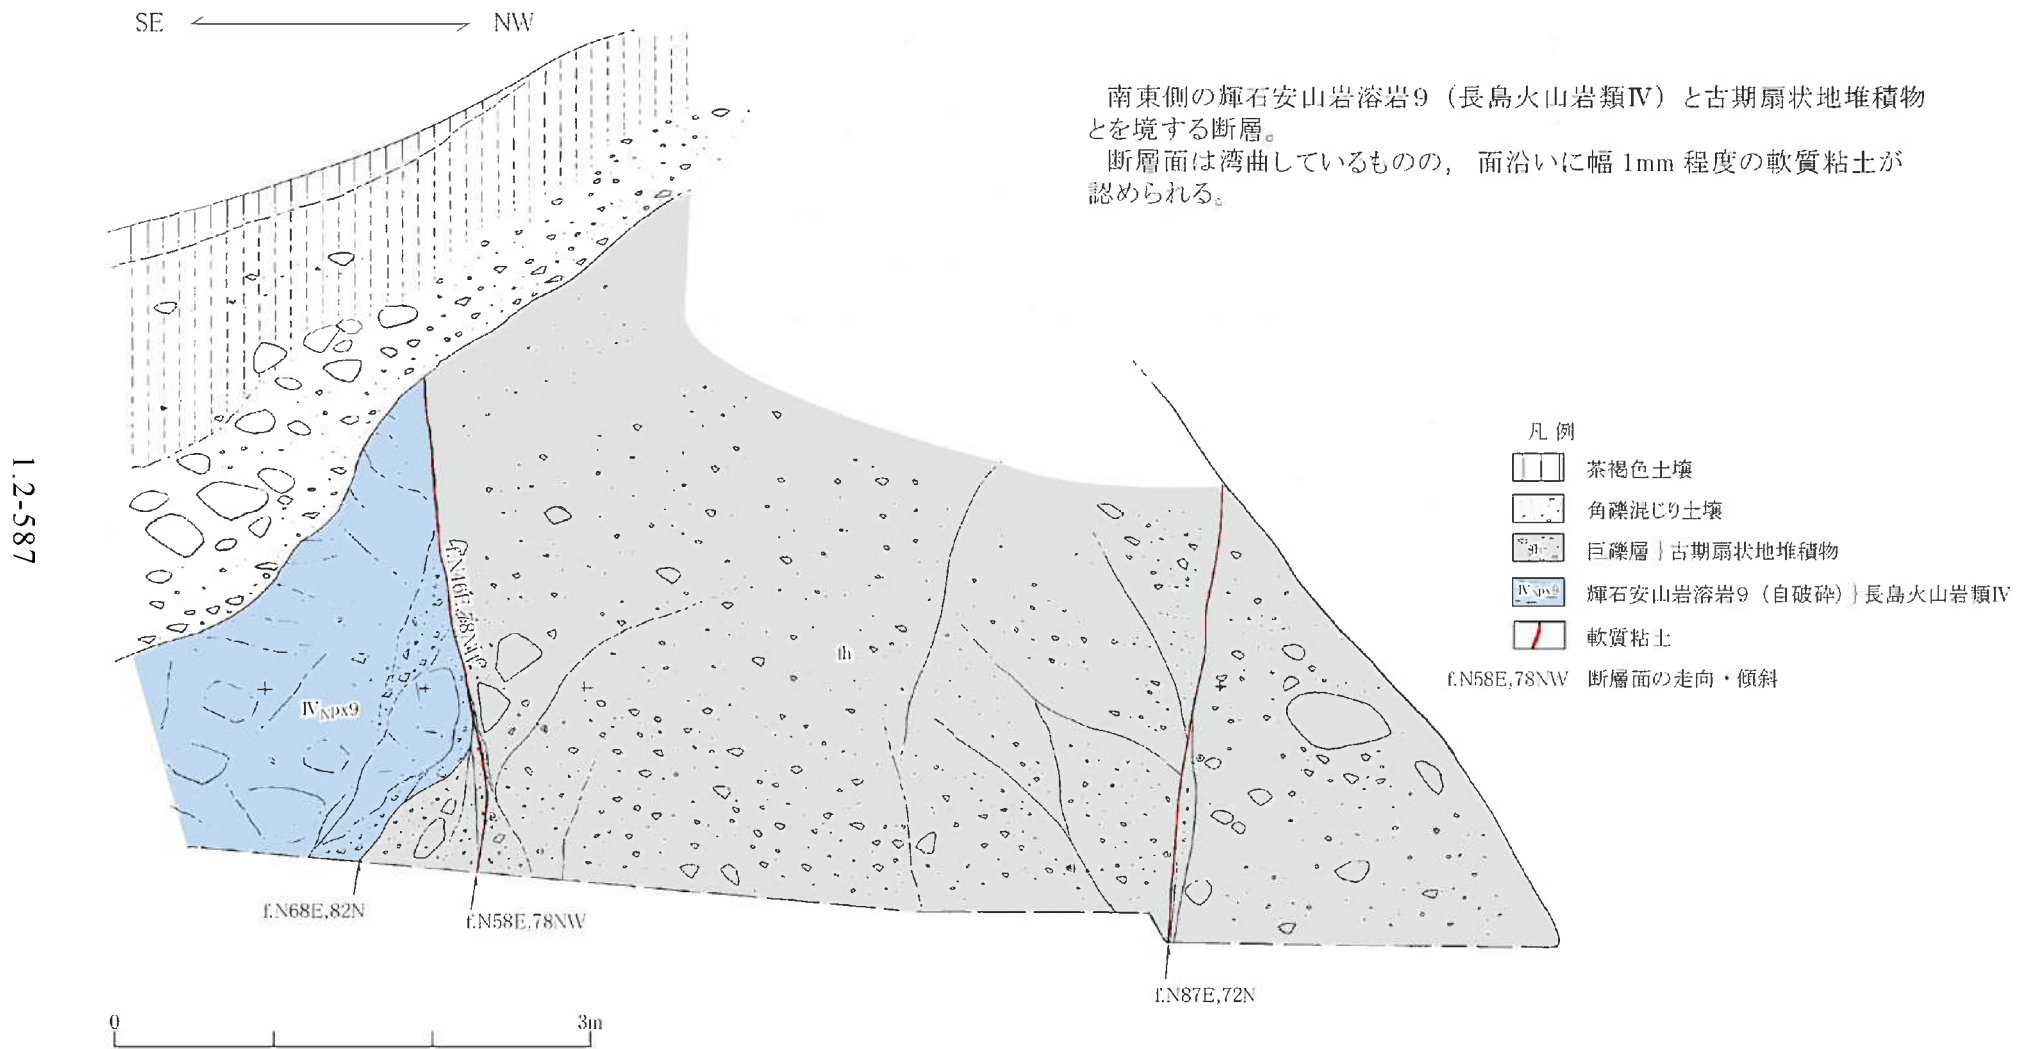 SE NW
南東側の輝石安山岩溶岩9（長島火山岩類Ⅳ）と古期扇状地堆積物
とを境する断層。
断層面は湾曲しているものの，面沿いに幅 1mm 程度の軟質粘土が
認められる。
凡例
茶褐色土壌
角礫混じり土壌
巨礫層 } 古期扇状地堆積物
ⅣNPX9 輝石安山岩溶岩9（自破砕）} 長島火山岩類Ⅳ
軟質粘土
f.N58E,78NW 断層面の走向・傾斜
fh
ⅣNPX9
f.N68E,82N
f.N58E,78NW
f.N87E,72N
0 3m
1.2-587